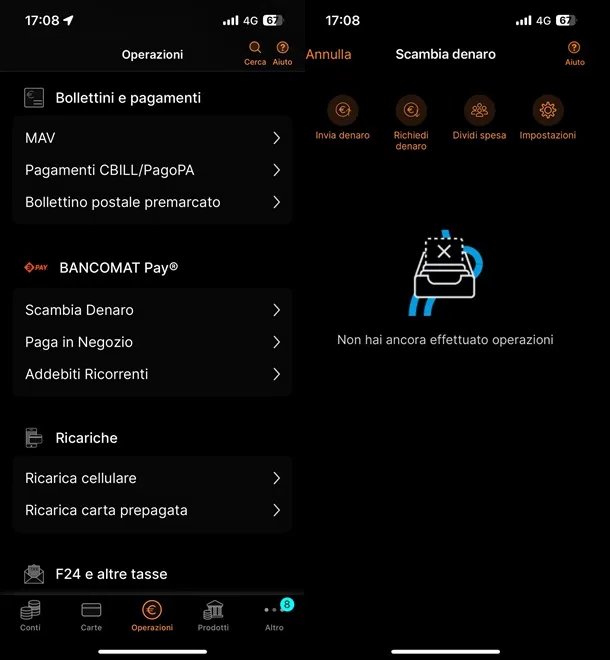 17:08
4G 67
Operazioni
Cerca
Aiuto
Bollettini e pagamenti
MAV
Pagamenti CBILL/PagoPA
Bollettino postale premarcato
PAY
BANCOMAT Pay®
Scambia Denaro
Paga in Negozio
Addebiti Ricorrenti
Ricariche
Ricarica cellulare
Ricarica carta prepagata
F24 e altre tasse
Conti
Carte
Operazioni
Prodotti
Altro
8
17:08
4G 67
Annulla
Scambia denaro
Aiuto
Invia denaro
Richiedi
denaro
Dividi spesa
Impostazioni
Non hai ancora effettuato operazioni